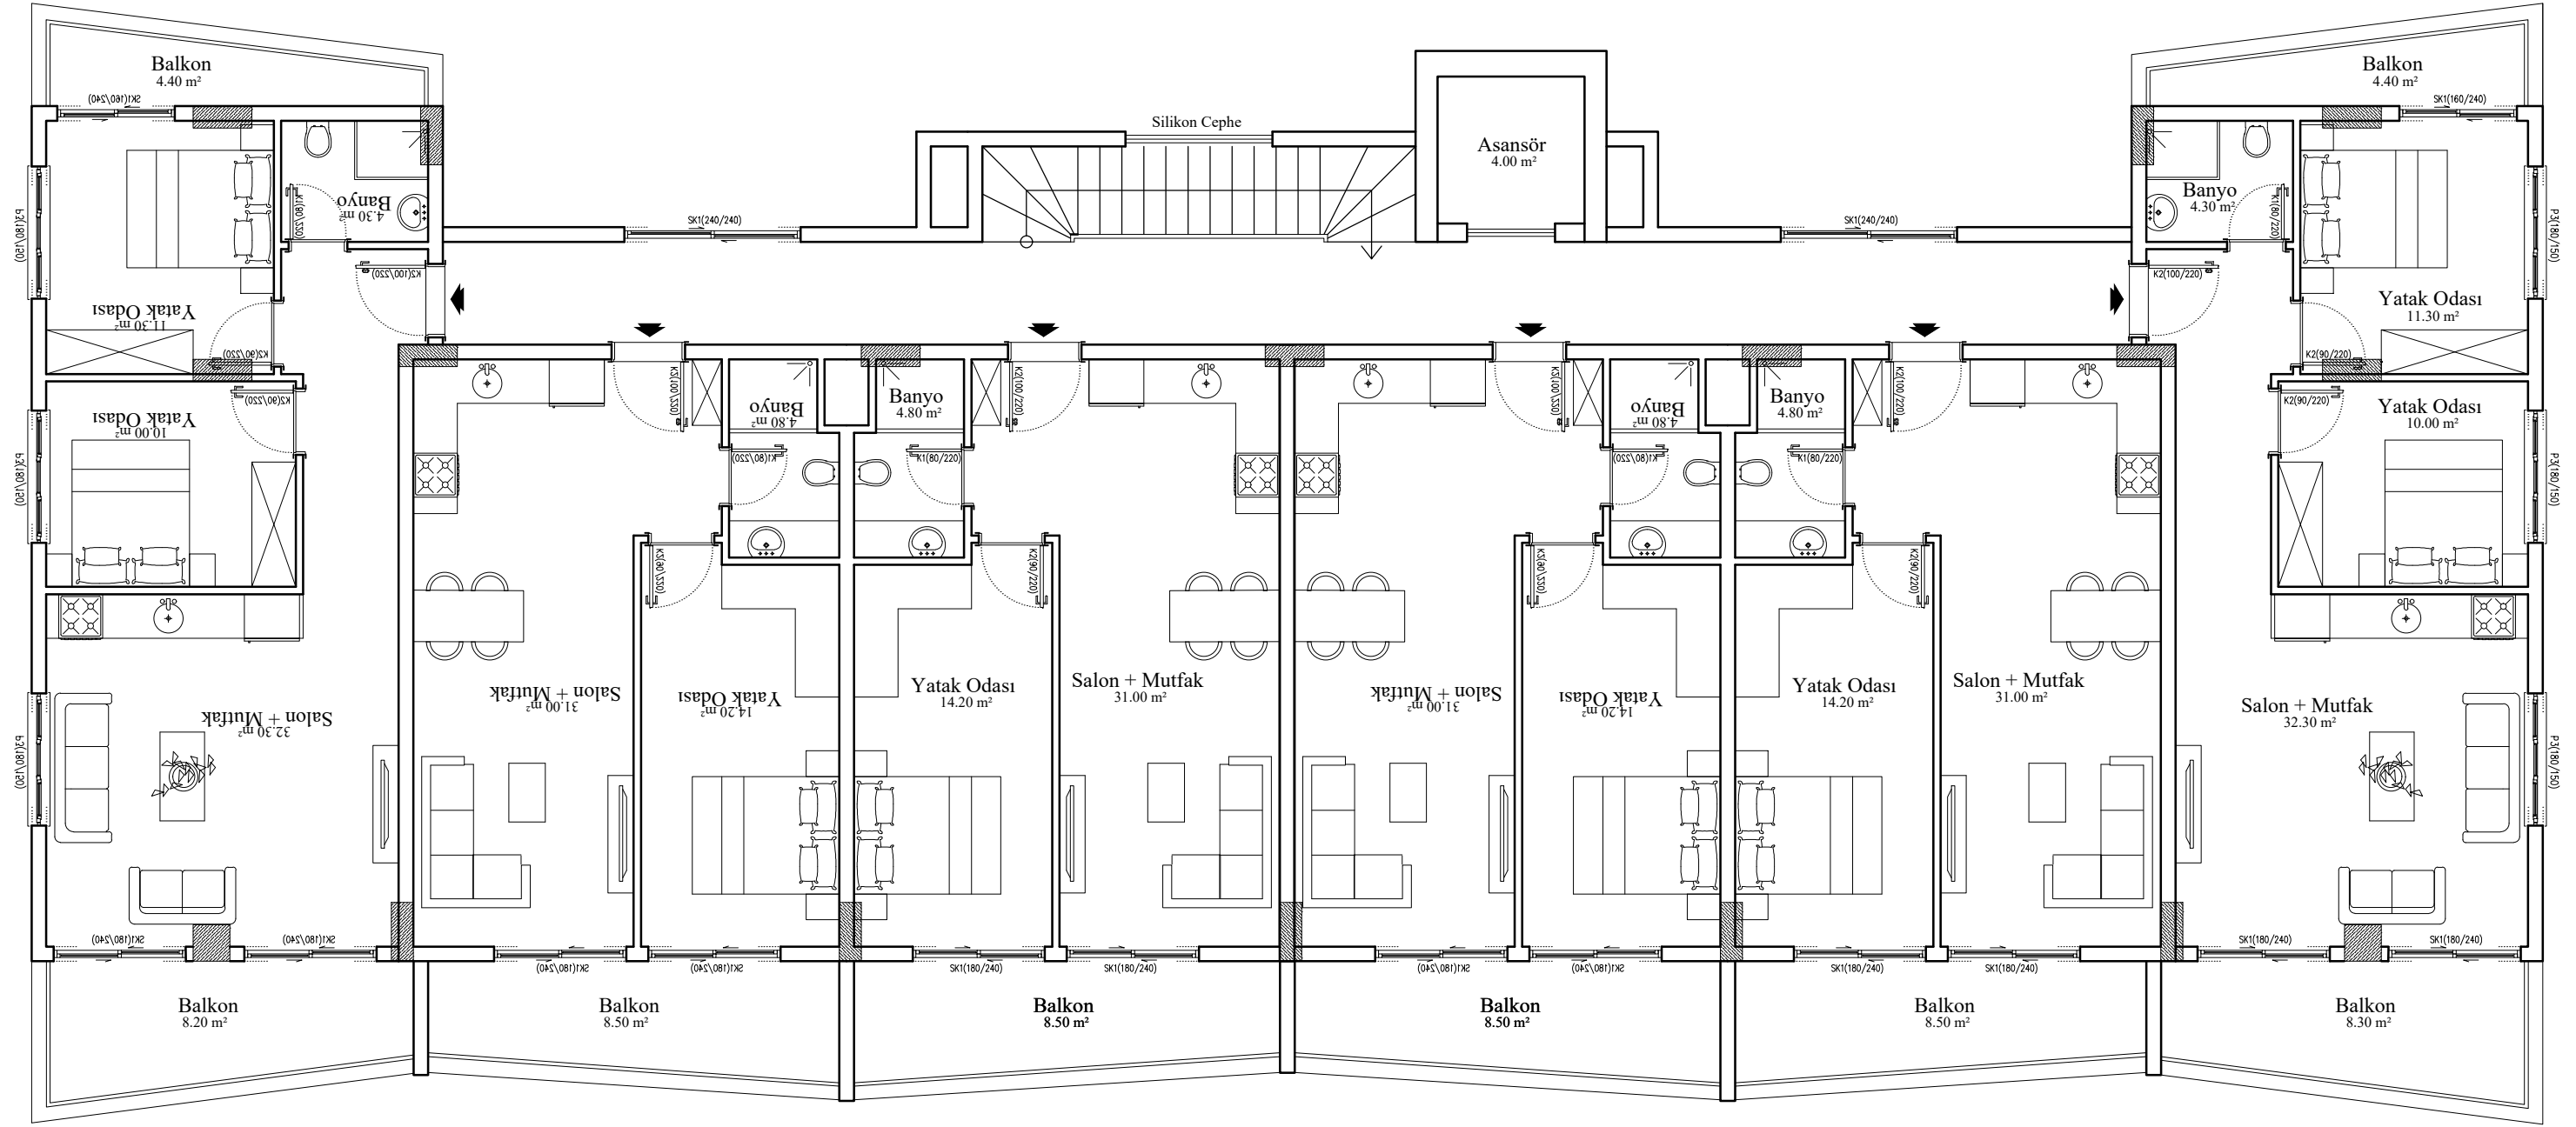 Balkon
4.40 m²
SK1(160/240)
Banyo
4.30 m²
K1(80/220)
P3(180/150)
Yatak Odası
11.30 m²
K2(100/220)
K2(90/220)
K2(90/220)
Yatak Odası
10.00 m²
P3(180/150)
Salon + Mutfak
32.30 m²
P3(180/150)
SK1(180/240)
SK1(180/240)
Balkon
8.20 m²
SK1(240/240)
Silikon Cephe
Asansör
4.00 m²
SK1(240/240)
K2(100/220)
Banyo
4.80 m²
K1(80/220)
K2(90/220)
Salon + Mutfak
31.00 m²
Yatak Odası
14.20 m²
SK1(180/240)
SK1(180/240)
Balkon
8.50 m²
Banyo
4.80 m²
K2(100/220)
K1(80/220)
K2(90/220)
Yatak Odası
14.20 m²
Salon + Mutfak
31.00 m²
SK1(180/240)
SK1(180/240)
Balkon
8.50 m²
K2(100/220)
Banyo
4.80 m²
K1(80/220)
K2(90/220)
Salon + Mutfak
31.00 m²
Yatak Odası
14.20 m²
SK1(180/240)
SK1(180/240)
Balkon
8.50 m²
Banyo
4.80 m²
K2(100/220)
K1(80/220)
K2(90/220)
Yatak Odası
14.20 m²
Salon + Mutfak
31.00 m²
SK1(180/240)
SK1(180/240)
Balkon
8.50 m²
Balkon
4.40 m²
SK1(160/240)
Banyo
4.30 m²
K1(80/220)
P3(180/150)
K2(100/220)
Yatak Odası
11.30 m²
K2(90/220)
K2(90/220)
Yatak Odası
10.00 m²
P3(180/150)
Salon + Mutfak
32.30 m²
P3(180/150)
SK1(180/240)
SK1(180/240)
Balkon
8.30 m²